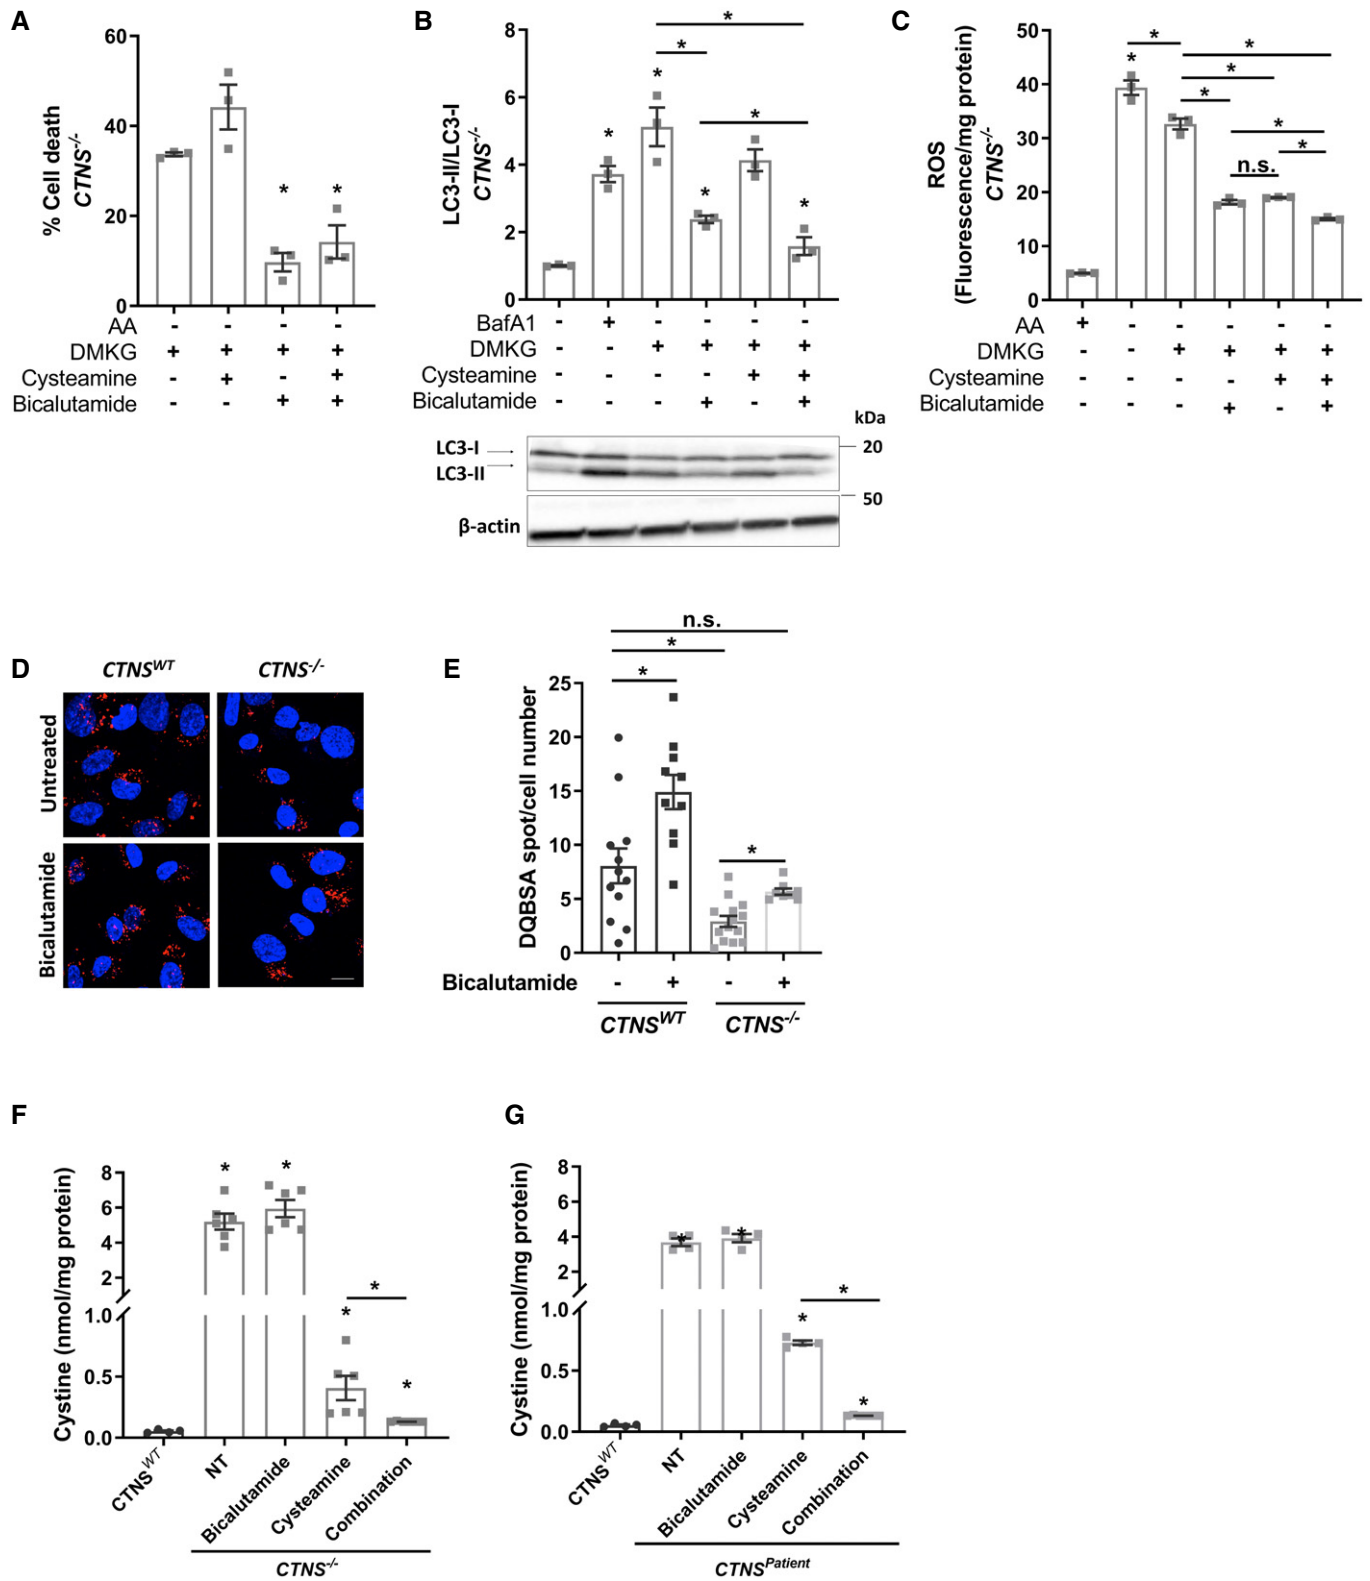 A
% Cell death
CTNS-/-
60
40
20
0
* *
AA - - - -
DMKG + + + +
Cysteamine - + - +
Bicalutamide - - + +
B
LC3-II/LC3-I
CTNS-/-
8
6
4
2
0
* * * * * * *
BafA1 - + - - - -
DMKG - - + + + +
Cysteamine - - - - + +
Bicalutamide - - - + - +
kDa
LC3-I
LC3-II
20
50
β-actin
C
ROS
(Fluorescence/mg protein)
CTNS-/-
50
40
30
20
10
0
* * * * * * *
n.s.
AA + - - - - -
DMKG - - + + + +
Cysteamine - - - - + +
Bicalutamide - - - + - +
D
CTNSWT CTNS-/-
Untreated
Bicalutamide
E
DQBSA spot/cell number
25
20
15
10
5
0
n.s.
*
*
*
Bicalutamide - + - +
CTNSWT CTNS-/-
F
Cystine (nmol/mg protein)
8
6
4
2
1.0
0.5
0.0
* * * * *
CTNSWT NT Bicalutamide Cysteamine Combination
CTNS-/-
G
Cystine (nmol/mg protein)
8
6
4
2
1.0
0.5
0.0
* * * * *
CTNSWT NT Bicalutamide Cysteamine Combination
CTNSPatient